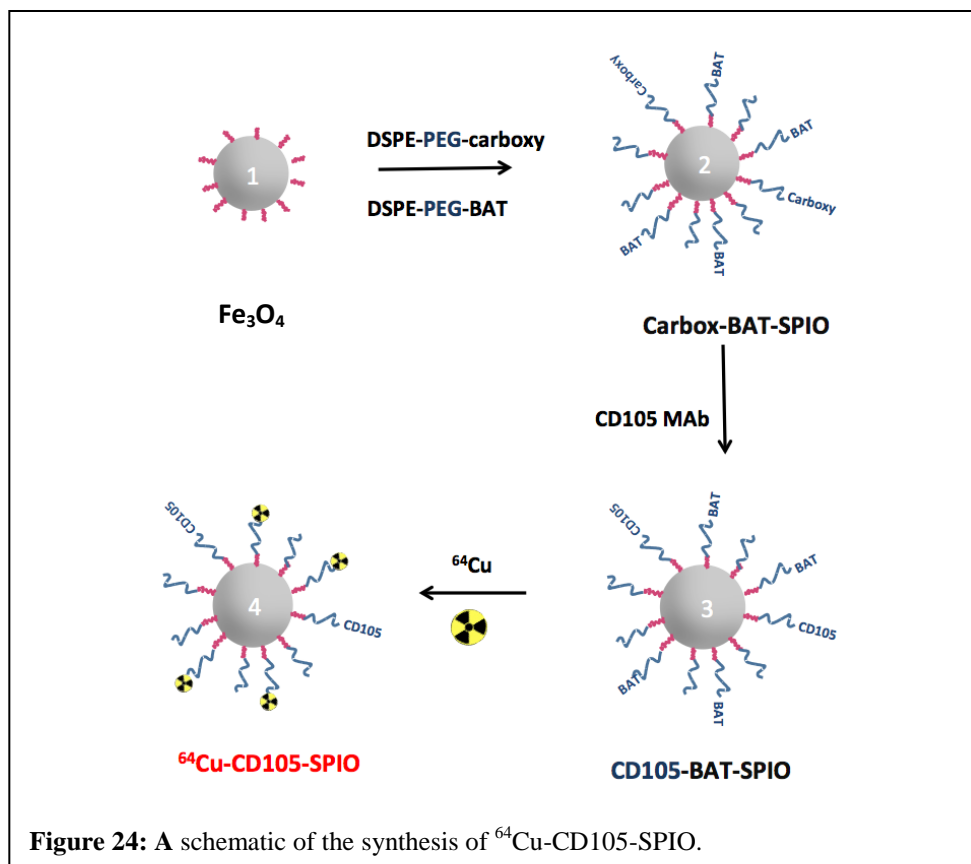 1
DSPE-PEG-carboxy
DSPE-PEG-BAT
Fe₃O₄
Carboxy
BAT
BAT
2
Carboxy
BAT
BAT
Carbox-BAT-SPIO
CD105 MAb
CD105
BAT
BAT
3
CD105
BAT
BAT
CD105-BAT-SPIO
⁶⁴Cu
CD105
4
CD105
⁶⁴Cu-CD105-SPIO
Figure 24: A schematic of the synthesis of ⁶⁴Cu-CD105-SPIO.